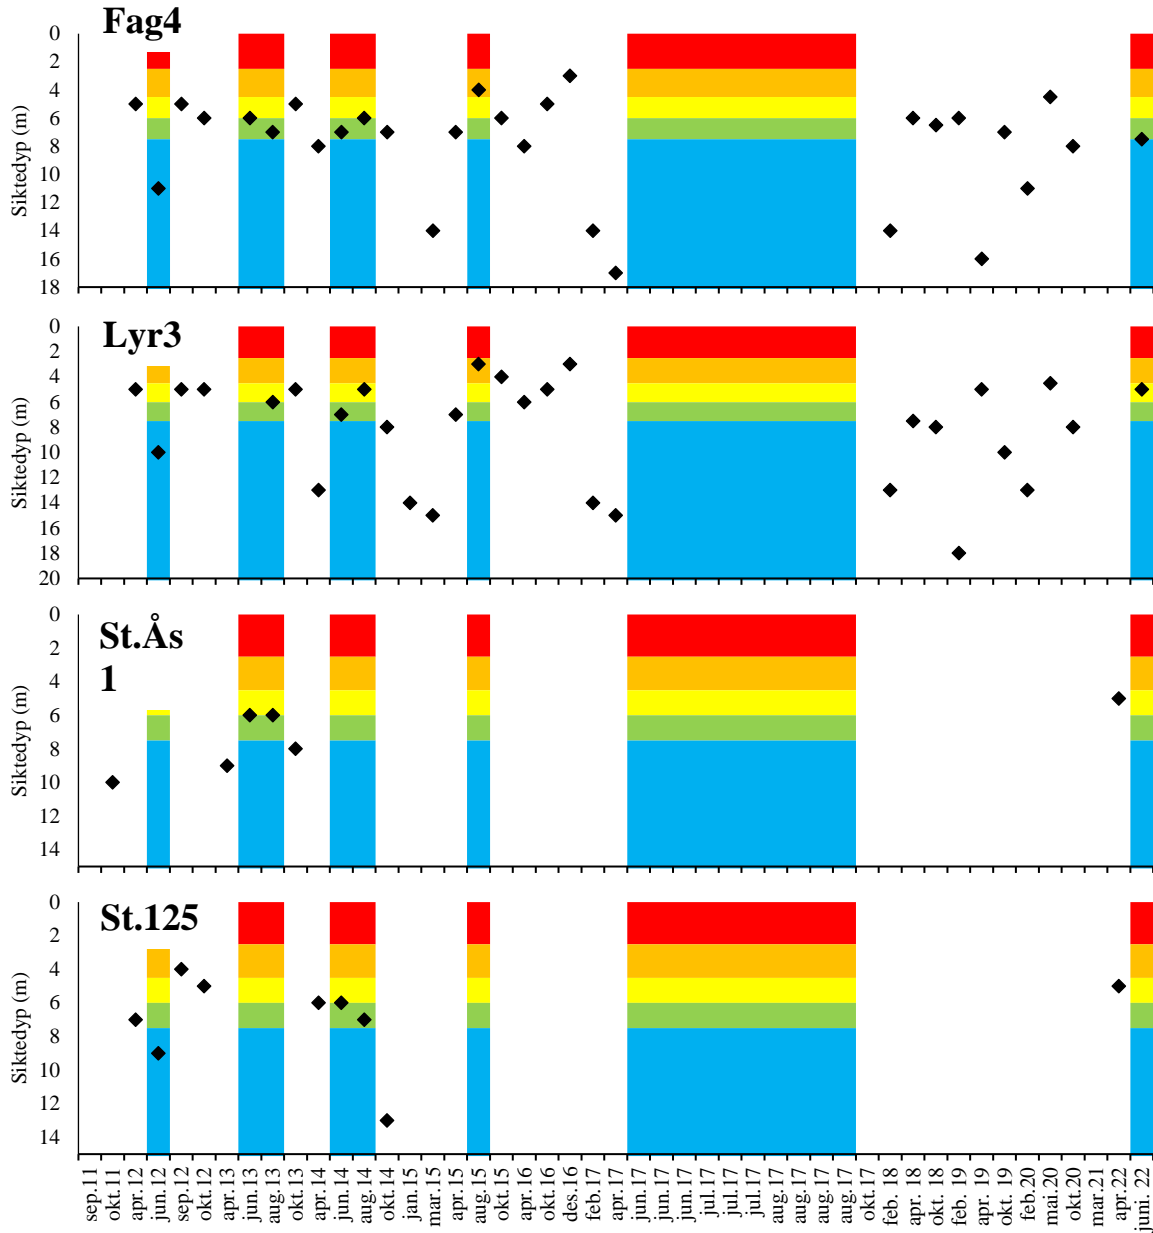 Fag4
Siktedyp (m)
0
2
4
6
8
10
12
14
16
18
Lyr3
Siktedyp (m)
0
2
4
6
8
10
12
14
16
18
20
St.Ås
1
Siktedyp (m)
0
2
4
6
8
10
12
14
St.125
Siktedyp (m)
0
2
4
6
8
10
12
14
sep.11
okt.11
apr.12
jun.12
sep.12
okt.12
apr.13
jun.13
aug.13
okt.13
apr.14
jun.14
aug.14
okt.14
jan.15
mar.15
apr.15
aug.15
okt.15
apr.16
okt.16
des.16
feb.17
apr.17
jun.17
jun.17
jun.17
jul.17
jul.17
jul.17
aug.17
aug.17
aug.17
aug.17
okt.17
feb. 18
apr. 18
okt. 18
feb. 19
apr. 19
okt. 19
feb.20
mai.20
okt.20
mar.21
apr.22
juni. 22